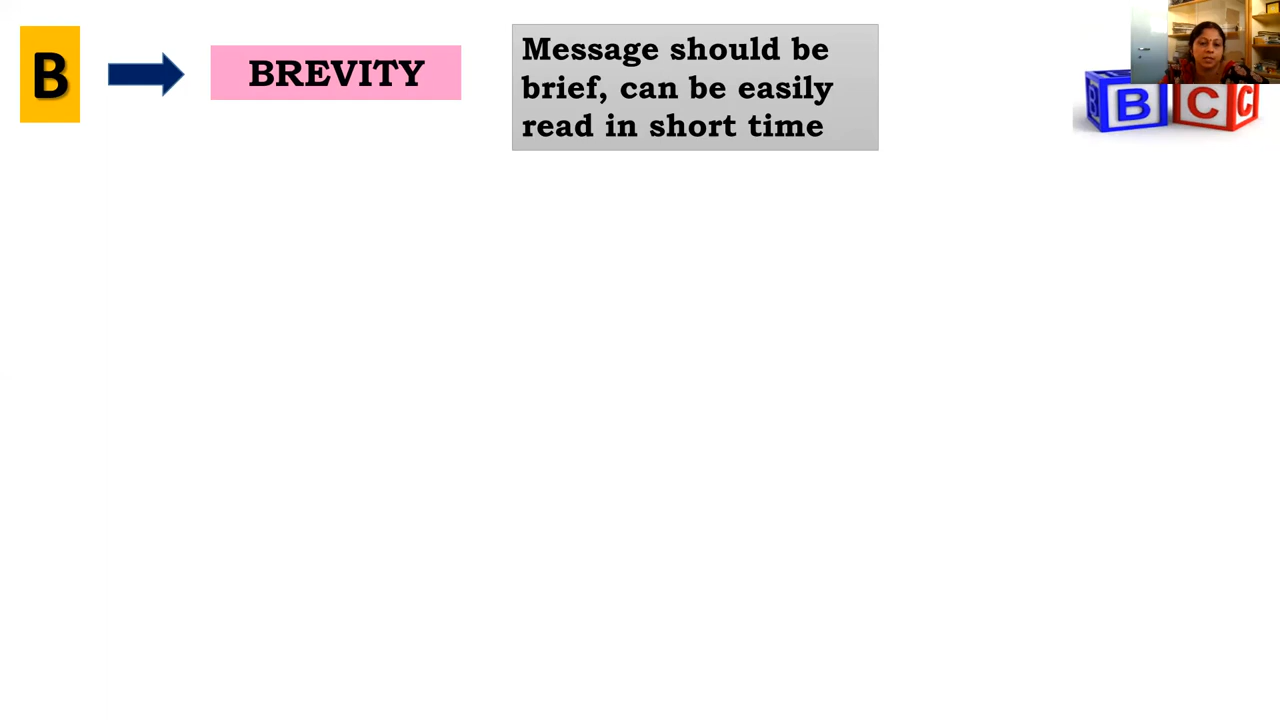 B
BREVITY
Message should be
brief, can be easily
read in short time
B B C C